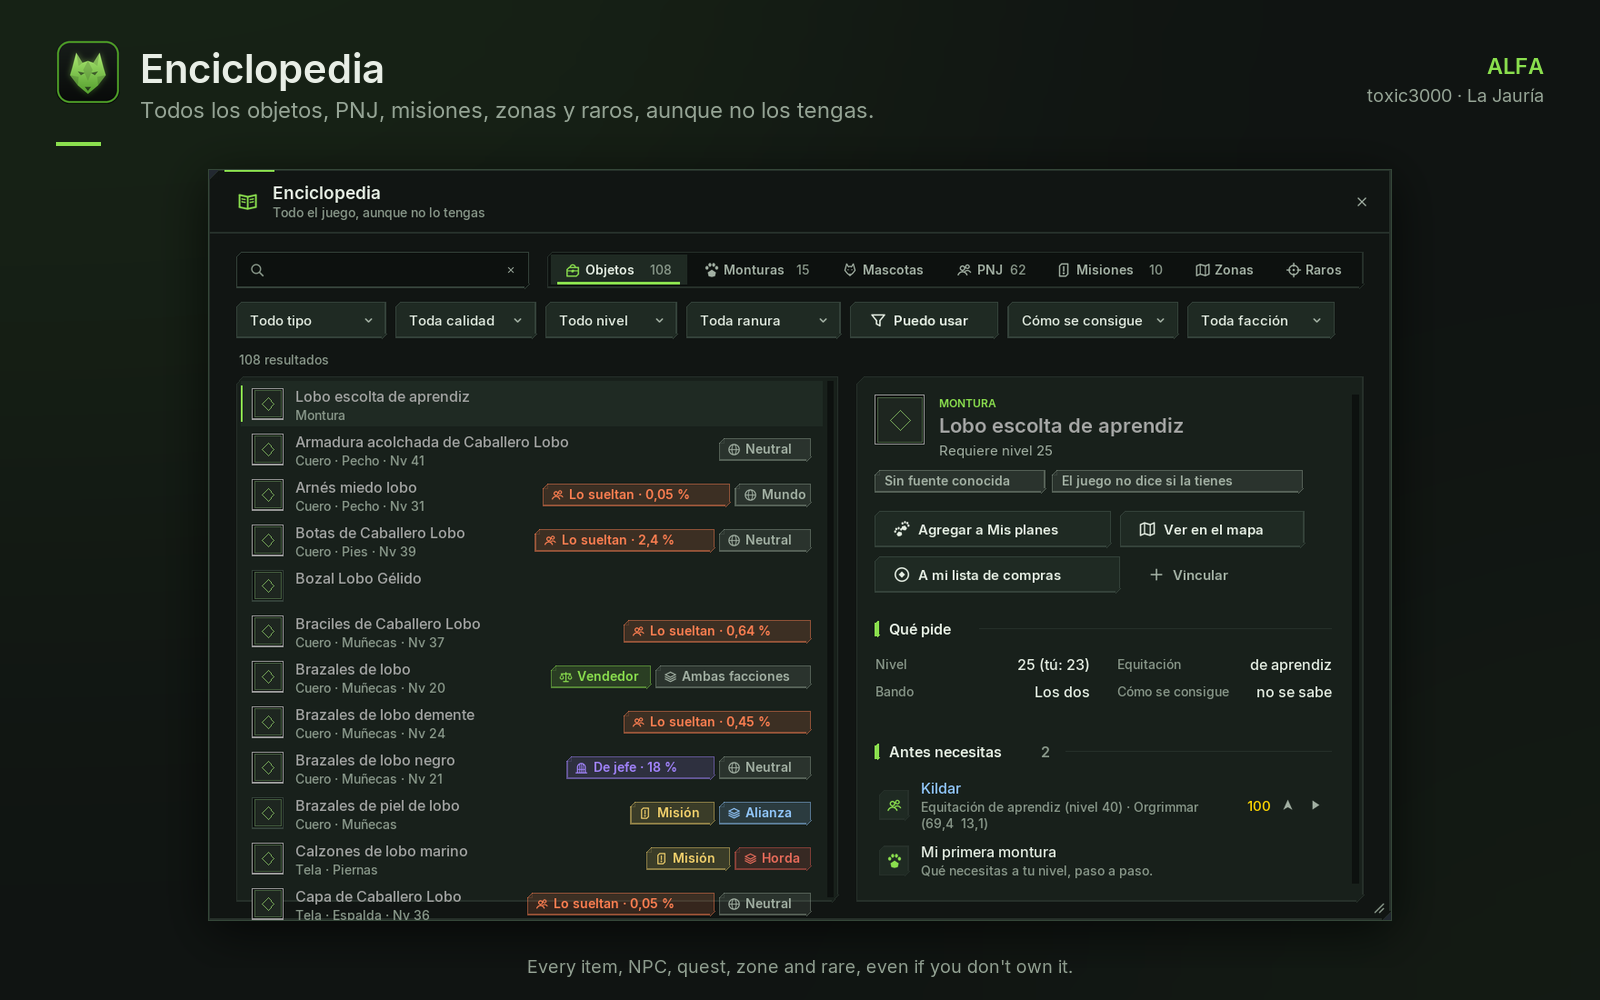 Enciclopedia
Todos los objetos, PNJ, misiones, zonas y raros, aunque no los tengas.
ALFA
toxic3000 · La Jauría
Enciclopedia
Todo el juego, aunque no lo tengas
Objetos 108
Monturas 15
Mascotas
PNJ 62
Misiones 10
Zonas
Raros
Todo tipo
Toda calidad
Todo nivel
Toda ranura
Puedo usar
Cómo se consigue
Toda facción
108 resultados
Lobo escolta de aprendiz
Montura
Armadura acolchada de Caballero Lobo
Cuero · Pecho · Nv 41
Neutral
Arnés miedo lobo
Cuero · Pecho · Nv 31
Lo sueltan · 0,05 %
Mundo
Botas de Caballero Lobo
Cuero · Pies · Nv 39
Lo sueltan · 2,4 %
Neutral
Bozal Lobo Gélido
Braciles de Caballero Lobo
Cuero · Muñecas · Nv 37
Lo sueltan · 0,64 %
Brazales de lobo
Cuero · Muñecas · Nv 20
Vendedor
Ambas facciones
Brazales de lobo demente
Cuero · Muñecas · Nv 24
Lo sueltan · 0,45 %
Brazales de lobo negro
Cuero · Muñecas · Nv 21
De jefe · 18 %
Neutral
Brazales de piel de lobo
Cuero · Muñecas
Misión
Alianza
Calzones de lobo marino
Tela · Piernas
Misión
Horda
Capa de Caballero Lobo
Tela · Espalda · Nv 36
Lo sueltan · 0,05 %
Neutral
MONTURA
Lobo escolta de aprendiz
Requiere nivel 25
Sin fuente conocida
El juego no dice si la tienes
Agregar a Mis planes
Ver en el mapa
A mi lista de compras
Vincular
Qué pide
Nivel 25 (tú: 23)
Equitación de aprendiz
Bando Los dos
Cómo se consigue no se sabe
Antes necesitas 2
Kildar
Equitación de aprendiz (nivel 40) · Orgrimmar
(69,4 13,1)
100
Mi primera montura
Qué necesitas a tu nivel, paso a paso.
Every item, NPC, quest, zone and rare, even if you don't own it.